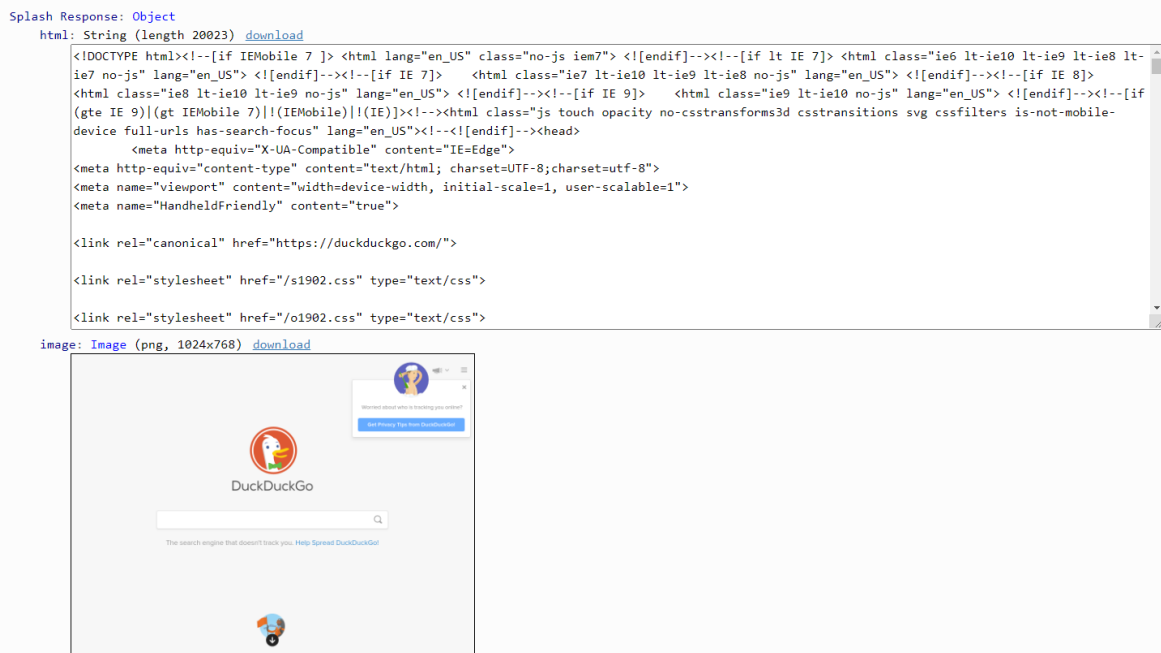 Splash Response: Object
html: String (length 20023) download
<!DOCTYPE html><!--[if IEMobile 7 ]> <html lang="en_US" class="no-js iem7"> <![endif]--><!--[if lt IE 7]> <html class="ie6 lt-ie10 lt-ie9 lt-ie8 lt-
ie7 no-js" lang="en_US"> <![endif]--><!--[if IE 7]>    <html class="ie7 lt-ie10 lt-ie9 lt-ie8 no-js" lang="en_US"> <![endif]--><!--[if IE 8]>
<html class="ie8 lt-ie10 lt-ie9 no-js" lang="en_US"> <![endif]--><!--[if IE 9]>    <html class="ie9 lt-ie10 no-js" lang="en_US"> <![endif]--><!--[if
(gte IE 9)|(gt IEMobile 7)|!(IEMobile)|!(IE)]><!--><html class="js touch opacity no-csstransforms3d csstransitions svg cssfilters is-not-mobile-
device full-urls has-search-focus" lang="en_US"><!--<![endif]--><head>
<meta http-equiv="X-UA-Compatible" content="IE=Edge">
<meta http-equiv="content-type" content="text/html; charset=UTF-8;charset=utf-8">
<meta name="viewport" content="width=device-width, initial-scale=1, user-scalable=1">
<meta name="HandheldFriendly" content="true">
<link rel="canonical" href="https://duckduckgo.com/">
<link rel="stylesheet" href="/s1902.css" type="text/css">
<link rel="stylesheet" href="/o1902.css" type="text/css">
image: Image (png, 1024x768) download
Worried about who is tracking you online?
Get Privacy Tips from DuckDuckGo!
DuckDuckGo
The search engine that doesn't track you. Help Spread DuckDuckGo!